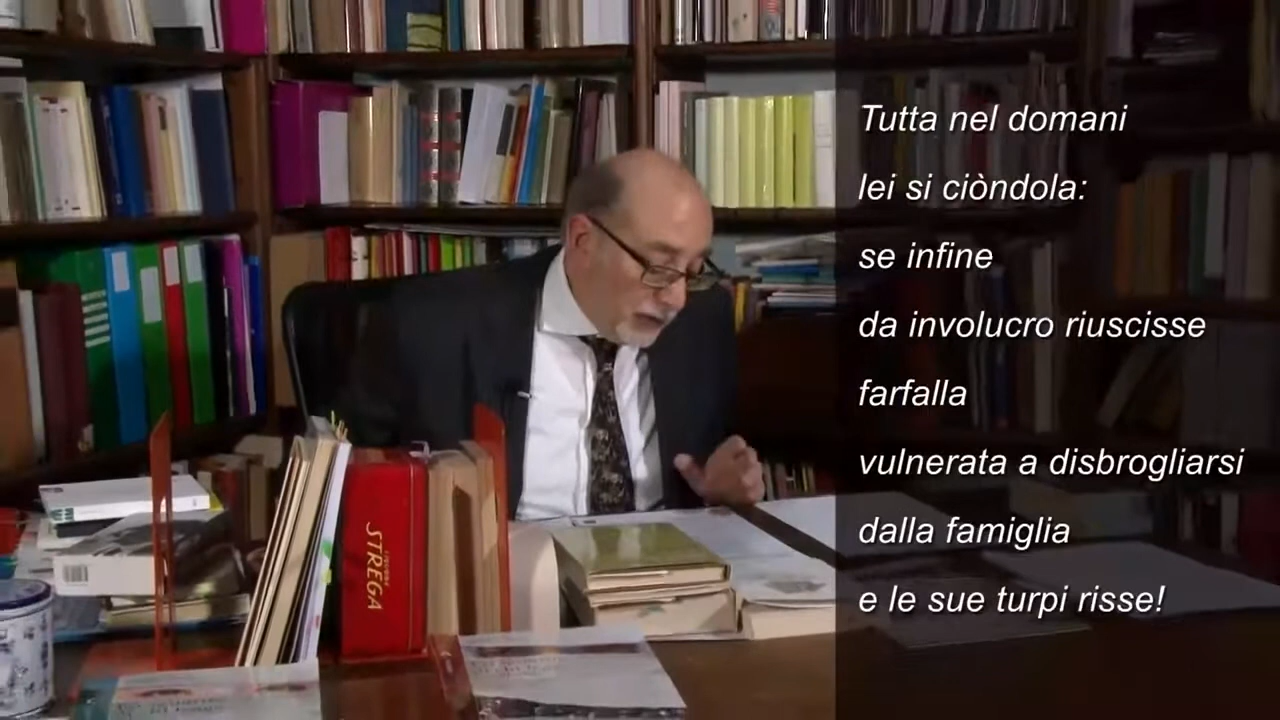 Tutta nel domani
lei si ciòndola:
se infine
da involucro riuscisse
farfalla
vulnerata a disbrogliarsi
dalla famiglia
e le sue turpi risse!
STREGA